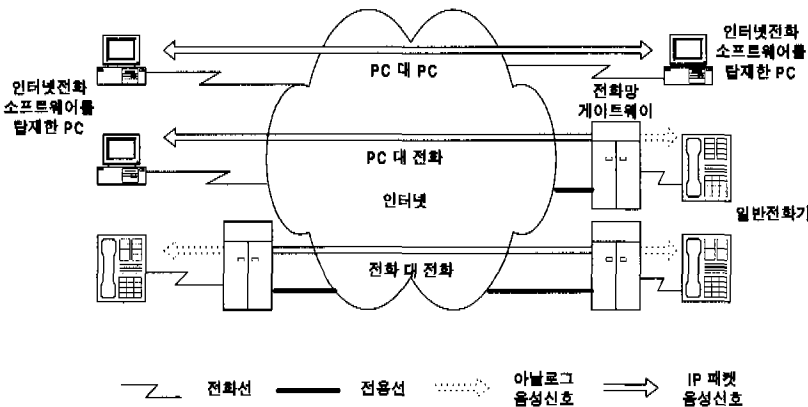 인터넷전화
소프트웨어를
탑재한 PC
PC 대 PC
인터넷전화
소프트웨어를
탑재한 PC
전화망
게이트웨이
PC 대 전화
인터넷
일반전화기
전화 대 전화
전화선
전용선
아날로그
음성신호
IP 패켓
음성신호